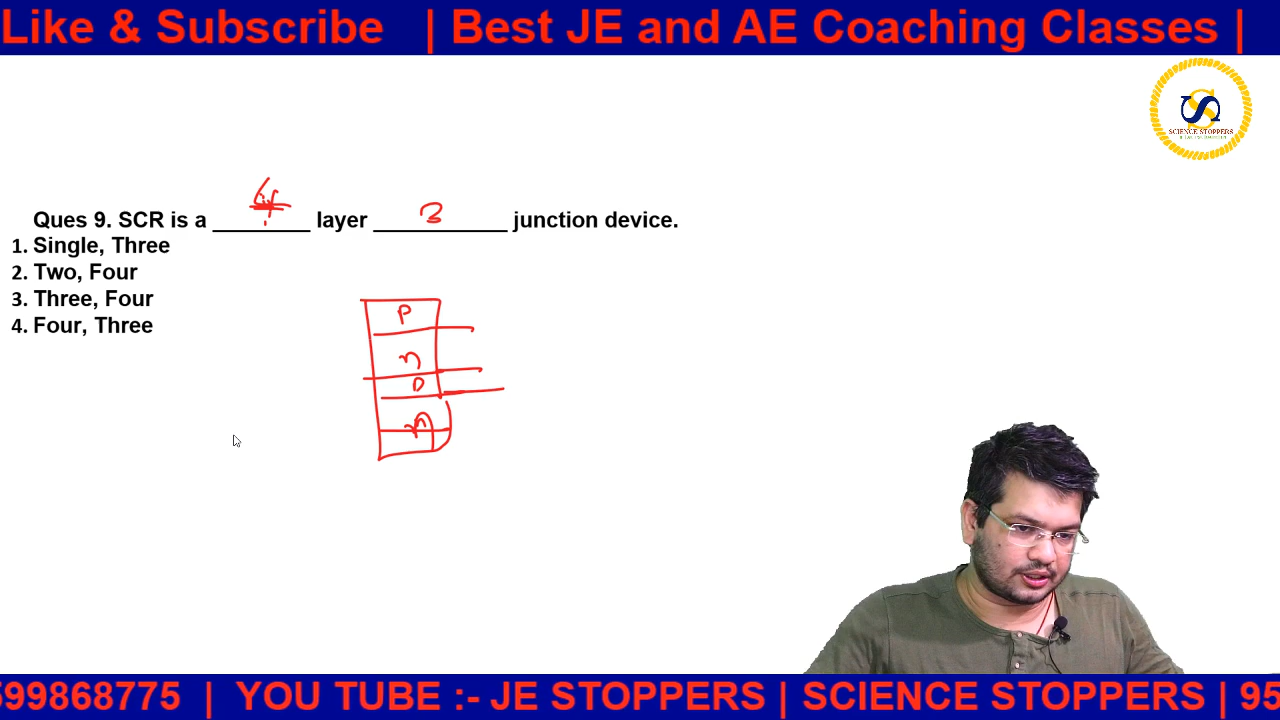 Like & Subscribe | Best JE and AE Coaching Classes |
SCIENCE STOPPERS
4 3
Ques 9. SCR is a ________ layer ___________ junction device.
1. Single, Three
2. Two, Four
3. Three, Four
4. Four, Three
P
n
P
n
599868775 | YOU TUBE :- JE STOPPERS | SCIENCE STOPPERS | 95